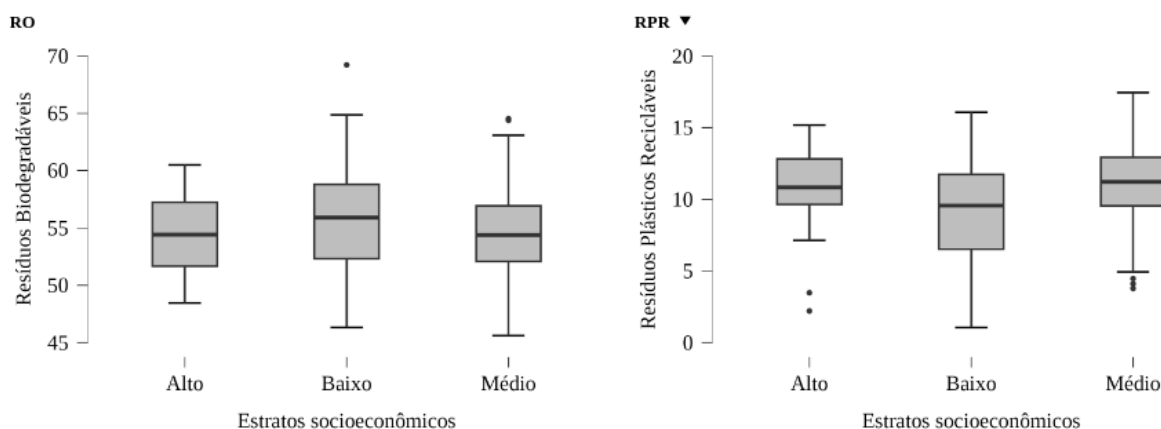 RO
Resíduos Biodegradáveis
70
65
60
55
50
45
Alto Baixo Médio
Estratos socioeconômicos
RPR ▼
Resíduos Plásticos Recicláveis
20
15
10
5
0
Alto Baixo Médio
Estratos socioeconômicos